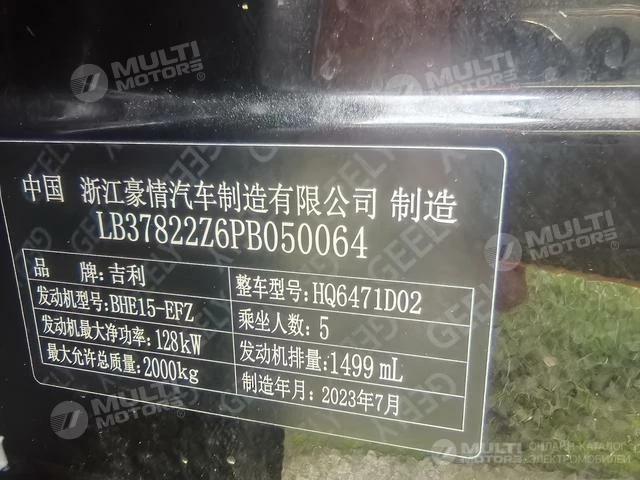 MULTI MOTORS
MULTI MOTORS
中国 浙江豪情汽车制造有限公司 制造
LB37822Z6PB050064
品 牌:吉利
整车型号:HQ6471D02
发动机型号:BHE15-EFZ
乘坐人数:5
发动机最大净功率:128kW
发动机排量:1499 mL
最大允许总质量:2000kg
制造年月:2023年7月
GEELY
MULTI MOTORS
MULTI MOTORS
MULTI MOTORS
ОНЛАЙН-КАТАЛОГ
ЭЛЕКТРОМОБИЛЕЙ